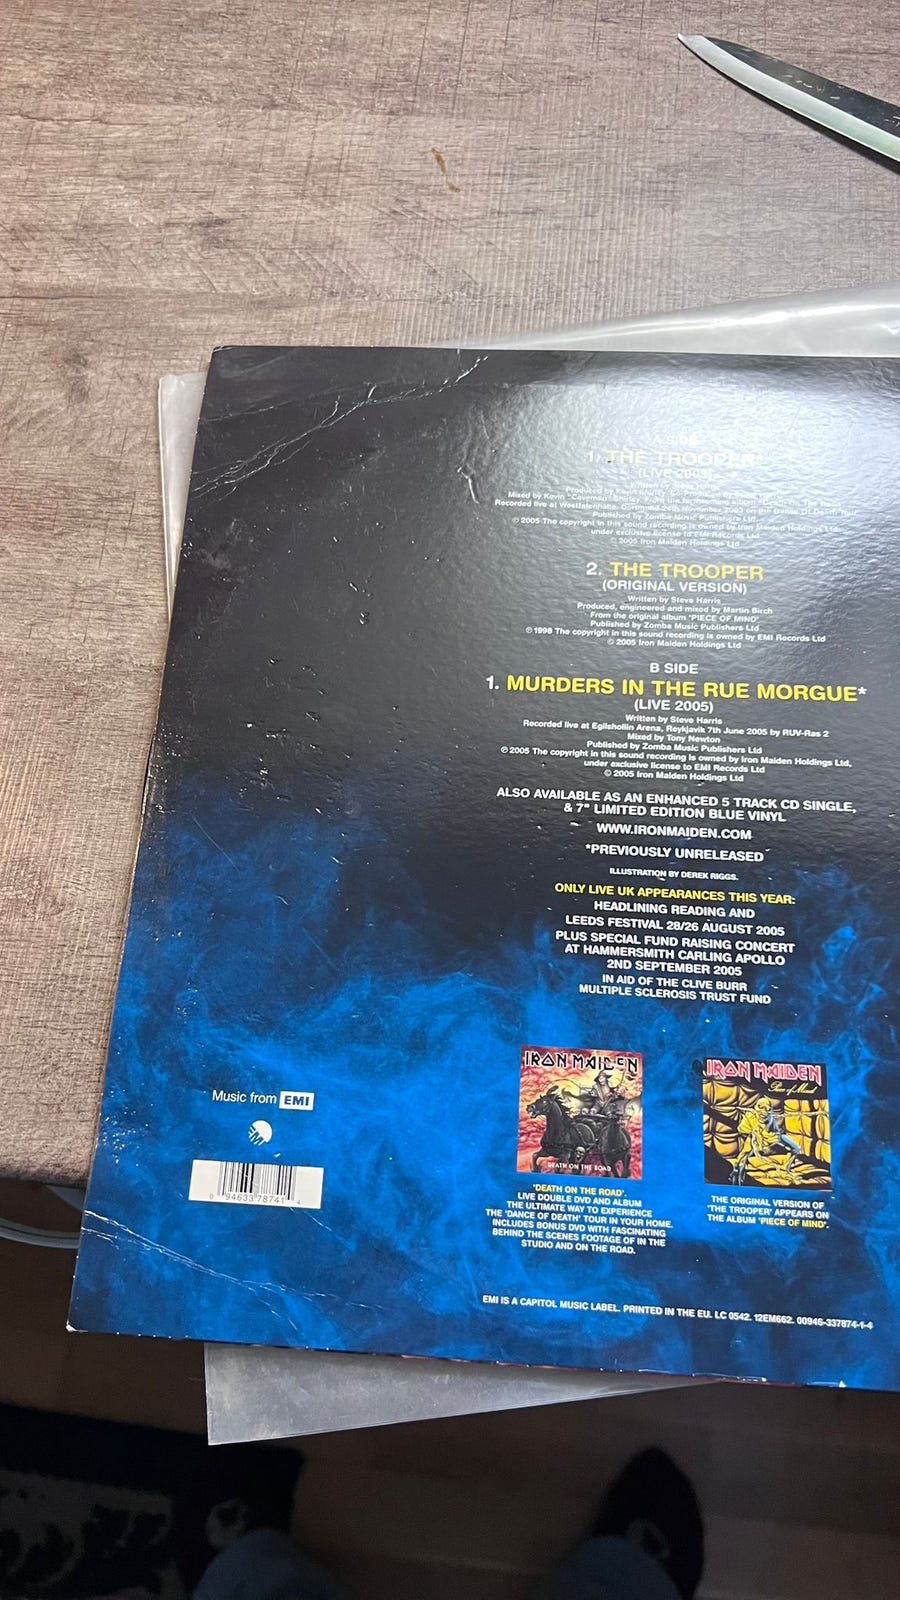 A SIDE
1. THE TROOPER
(LIVE 2005)
Written by Steve Harris
Recorded live at Westfalenhalle, Dortmund 24th November 2003 on the Dance Of Death Tour
Published by Zomba Music Publishers Ltd
℗ 2005 The copyright in this sound recording is owned by Iron Maiden Holdings Ltd,
under exclusive license to EMI Records Ltd
© 2005 Iron Maiden Holdings Ltd
2. THE TROOPER
(ORIGINAL VERSION)
Written by Steve Harris
Produced, engineered and mixed by Martin Birch
From the original album 'PIECE OF MIND'
Published by Zomba Music Publishers Ltd
℗ 1998 The copyright in this sound recording is owned by EMI Records Ltd
© 2005 Iron Maiden Holdings Ltd
B SIDE
1. MURDERS IN THE RUE MORGUE*
(LIVE 2005)
Written by Steve Harris
Recorded live at Egilshollin Arena, Reykjavik 7th June 2005 by RUV-Ras 2
Mixed by Tony Newton
Published by Zomba Music Publishers Ltd
℗ 2005 The copyright in this sound recording is owned by Iron Maiden Holdings Ltd,
under exclusive license to EMI Records Ltd
© 2005 Iron Maiden Holdings Ltd
ALSO AVAILABLE AS AN ENHANCED 5 TRACK CD SINGLE,
& 7" LIMITED EDITION BLUE VINYL
WWW.IRONMAIDEN.COM
*PREVIOUSLY UNRELEASED
ILLUSTRATION BY DEREK RIGGS.
ONLY LIVE UK APPEARANCES THIS YEAR:
HEADLINING READING AND
LEEDS FESTIVAL 28/26 AUGUST 2005
PLUS SPECIAL FUND RAISING CONCERT
AT HAMMERSMITH CARLING APOLLO
2ND SEPTEMBER 2005
IN AID OF THE CLIVE BURR
MULTIPLE SCLEROSIS TRUST FUND
IRON MAIDEN
DEATH ON THE ROAD
IRON MAIDEN
Piece of Mind
Music from EMI
EMI
0 94633 78741 4
'DEATH ON THE ROAD'.
LIVE DOUBLE DVD AND ALBUM
THE ULTIMATE WAY TO EXPERIENCE
THE 'DANCE OF DEATH' TOUR IN YOUR HOME.
INCLUDES BONUS DVD WITH FASCINATING
BEHIND THE SCENES FOOTAGE OF IN THE
STUDIO AND ON THE ROAD.
THE ORIGINAL VERSION OF
'THE TROOPER' APPEARS ON
THE ALBUM 'PIECE OF MIND'.
EMI IS A CAPITOL MUSIC LABEL. PRINTED IN THE EU. LC 0542. 12EM662. 00946-337874-1-4